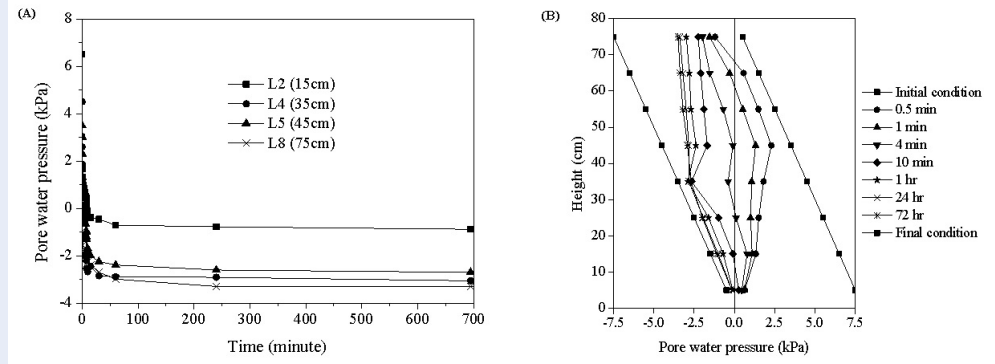 (A)
8
6
4
2
0
-2
-4
Pore water pressure (kPa)
0
100
200
300
400
500
600
700
Time (minute)
L2 (15cm)
L4 (35cm)
L5 (45cm)
L8 (75cm)
(B)
80
70
60
50
40
30
20
10
0
Height (cm)
-7.5
-5.0
-2.5
0.0
2.5
5.0
7.5
Pore water pressure (kPa)
Initial condition
0.5 min
1 min
4 min
10 min
1 hr
24 hr
72 hr
Final condition